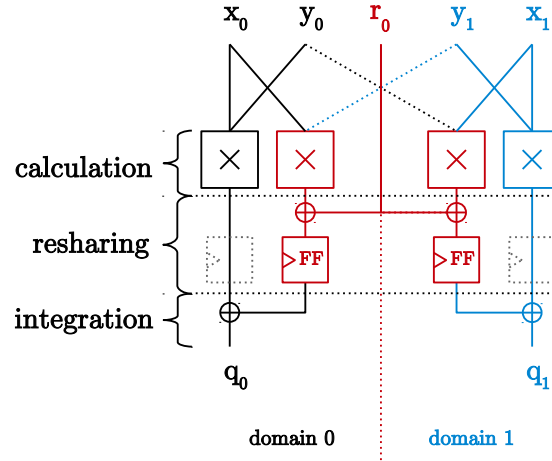 x₀ y₀ r₀ y₁ x₁
calculation
resharing
FF FF
integration
q₀ q₁
domain 0 domain 1